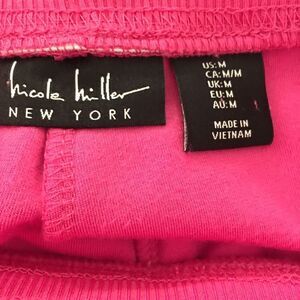 nicole miller
NEW YORK
US:M
CA:M/M
UK:M
EU:M
AU:M
MADE IN
VIETNAM